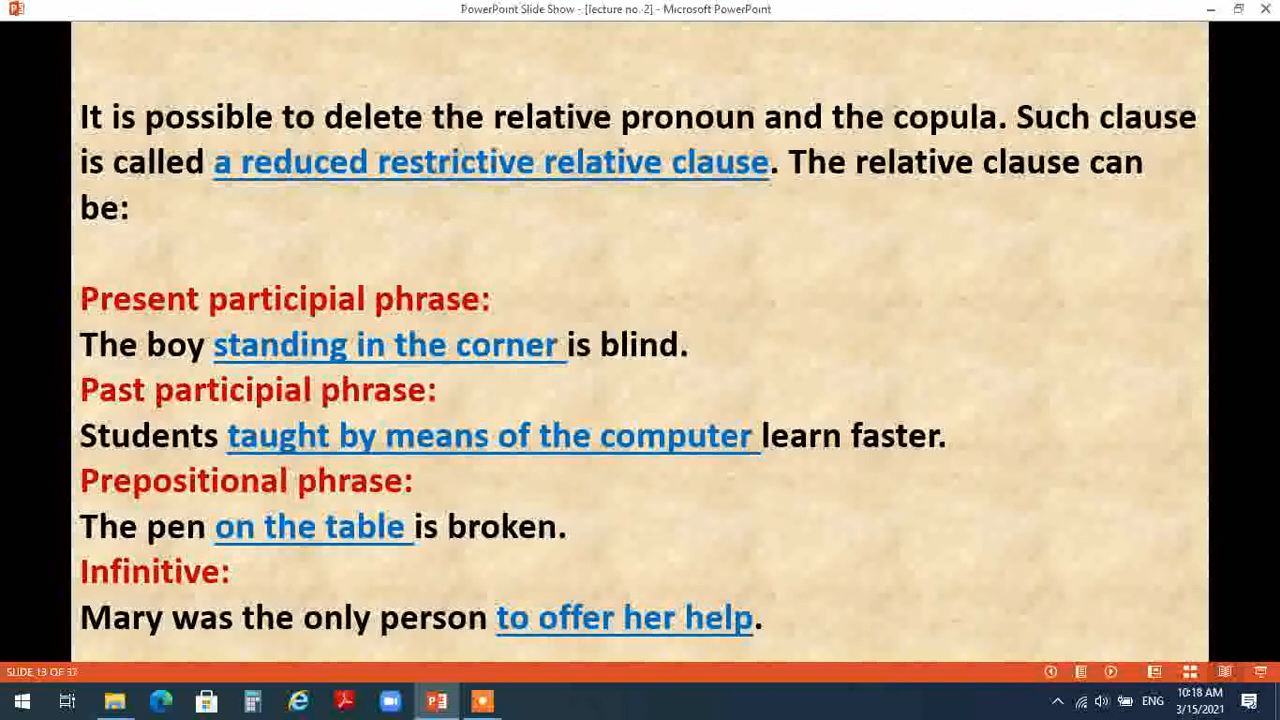 PowerPoint Slide Show - [lecture no. 2] - Microsoft PowerPoint
It is possible to delete the relative pronoun and the copula. Such clause
is called a reduced restrictive relative clause. The relative clause can
be:
Present participial phrase:
The boy standing in the corner is blind.
Past participial phrase:
Students taught by means of the computer learn faster.
Prepositional phrase:
The pen on the table is broken.
Infinitive:
Mary was the only person to offer her help.
SLIDE 13 OF 37
ENG
10:18 AM
3/15/2021